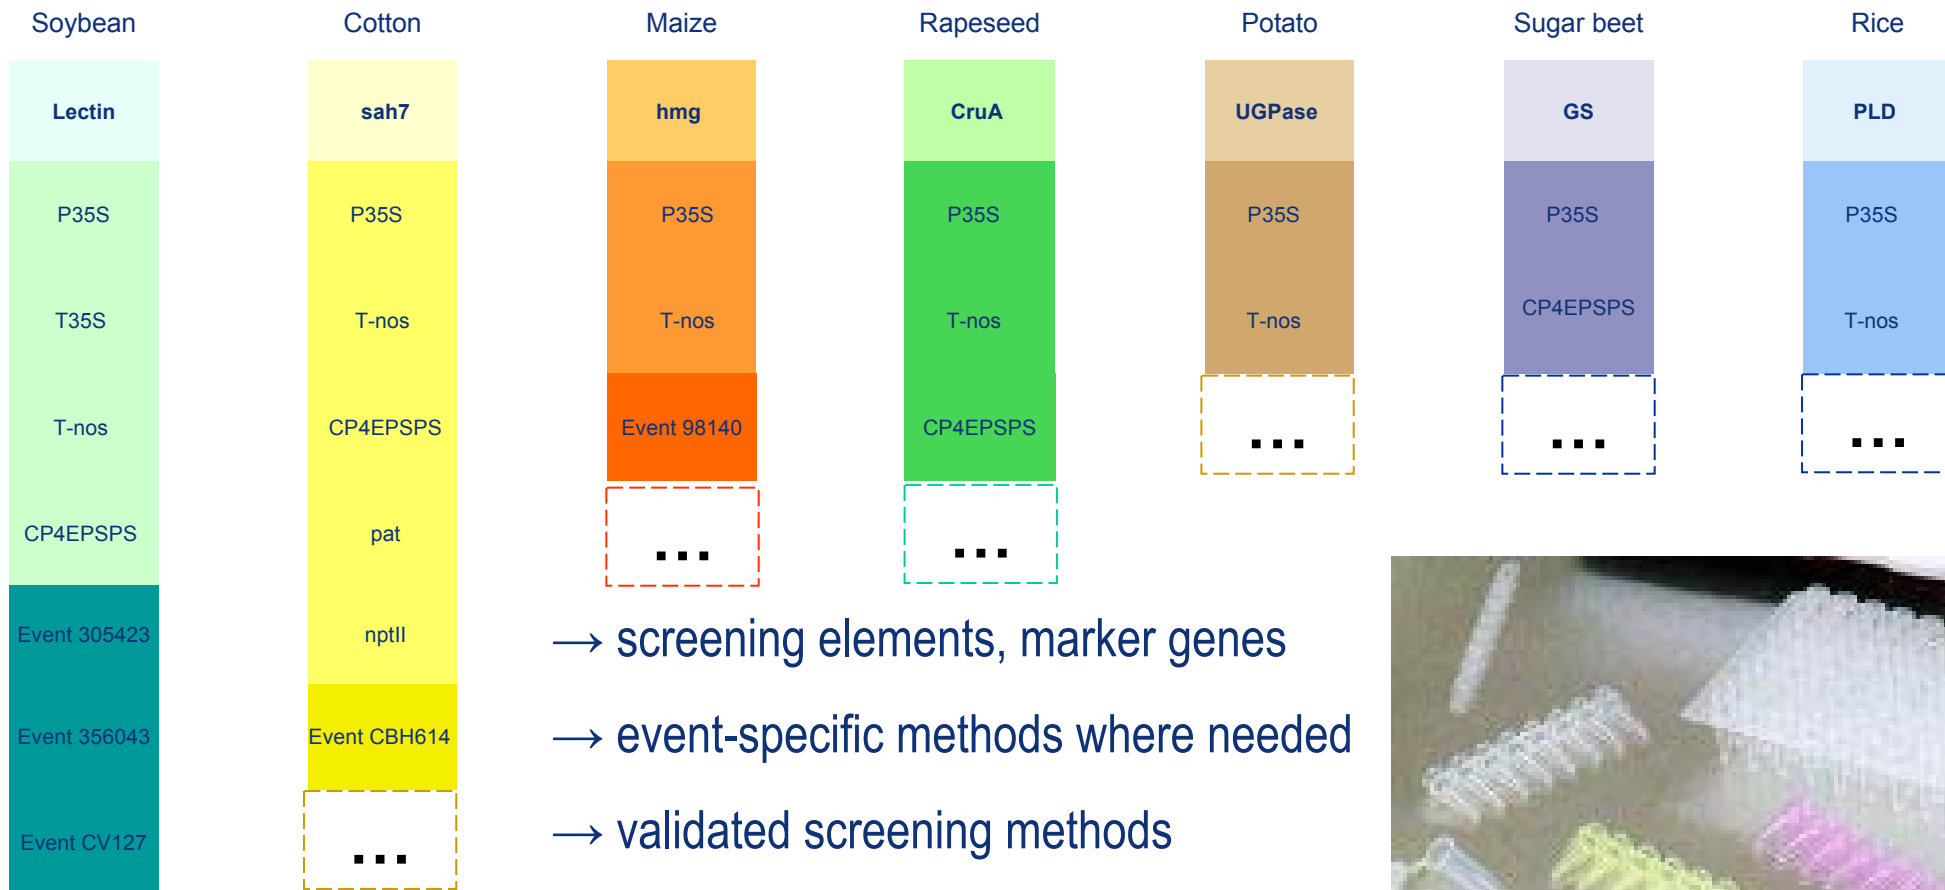 Soybean
Cotton
Maize
Rapeseed
Potato
Sugar beet
Rice
Lectin
sah7
hmg
CruA
UGPase
GS
PLD
P35S
P35S
P35S
P35S
P35S
P35S
P35S
T35S
T-nos
T-nos
T-nos
T-nos
CP4EPSPS
T-nos
T-nos
CP4EPSPS
Event 98140
CP4EPSPS
...
...
...
CP4EPSPS
pat
...
...
Event 305423
nptII
→ screening elements, marker genes
Event 356043
Event CBH614
→ event-specific methods where needed
Event CV127
...
→ validated screening methods